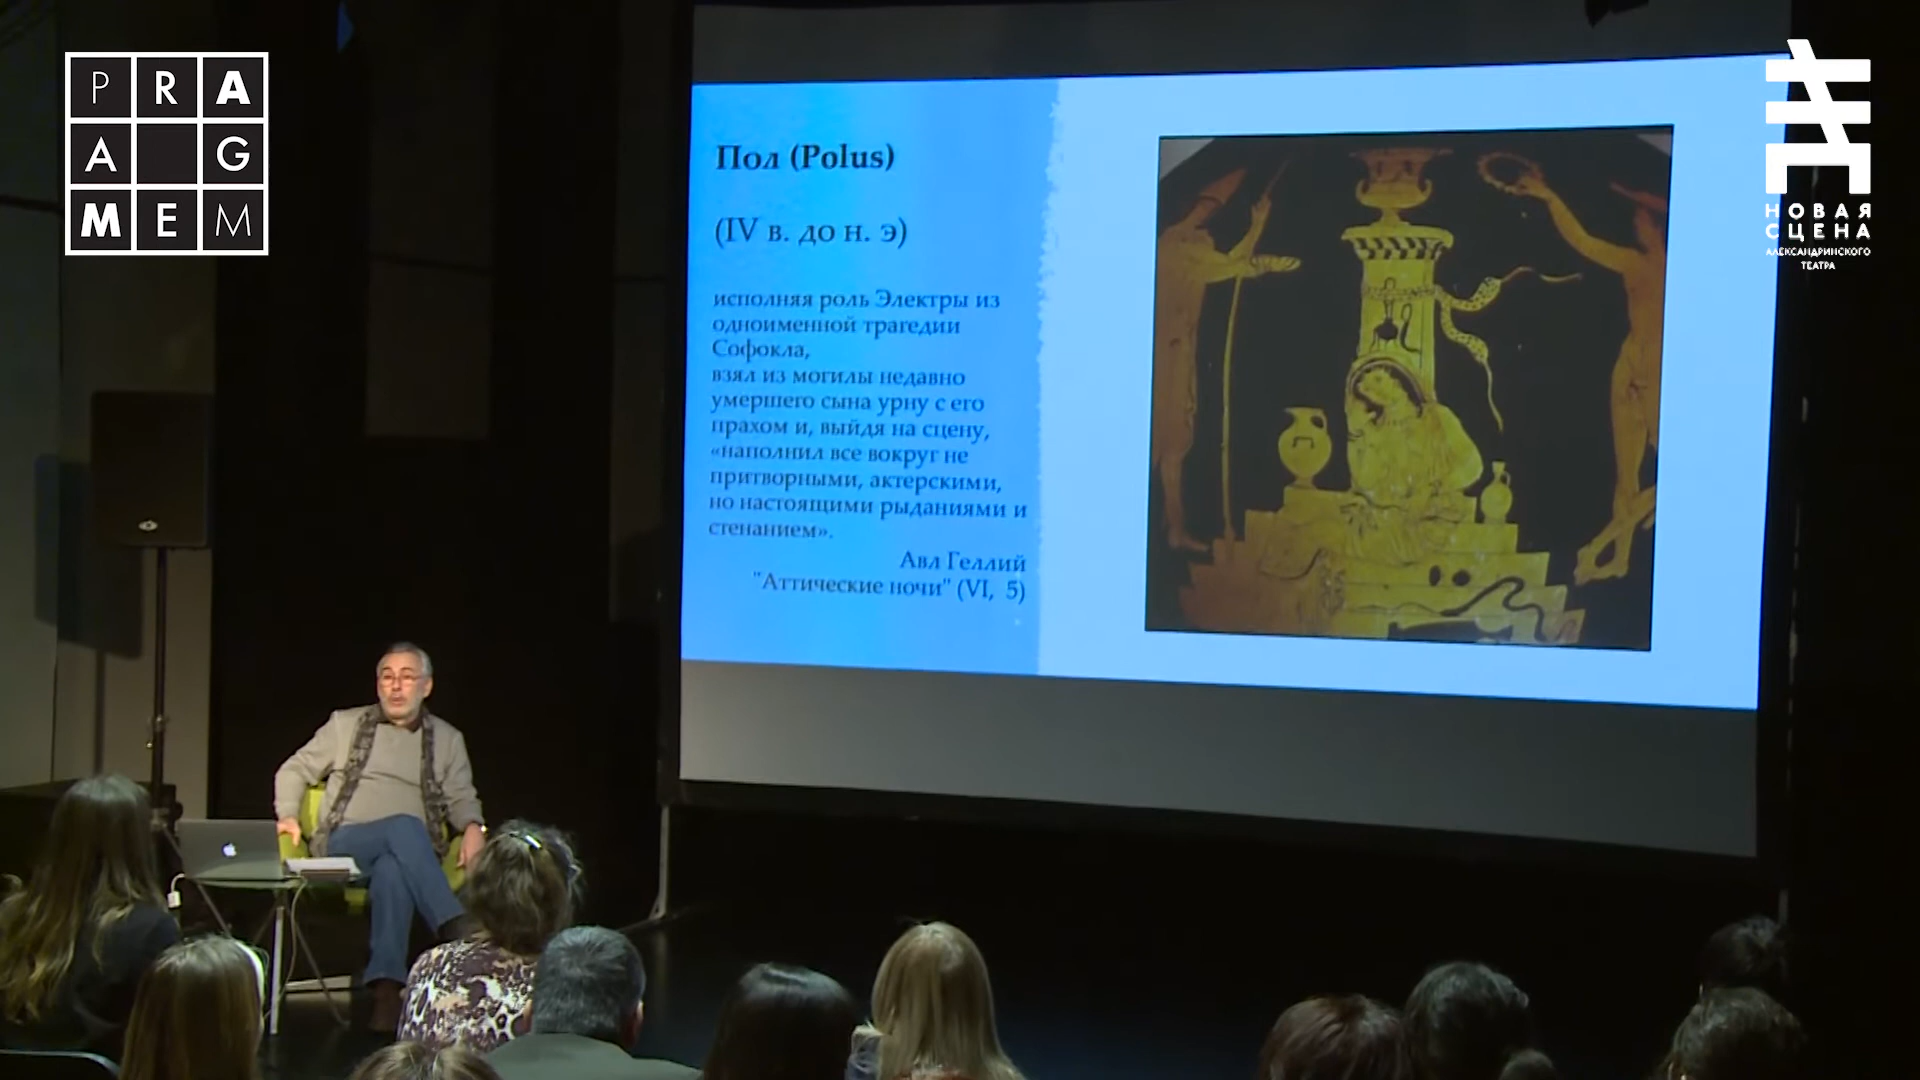 PRA
A G
MEM
Пол (Polus)
(IV в. до н. э)
исполняя роль Электры из
одноименной трагедии
Софокла,
взял из могилы недавно
умершего сына урну с его
прахом и, выйдя на сцену,
«наполнил все вокруг не
притворными, актерскими,
но настоящими рыданиями и
стенанием».
Авл Геллий
"Аттические ночи" (VI, 5)
НОВАЯ
СЦЕНА
АЛЕКСАНДРИНСКОГО
ТЕАТРА